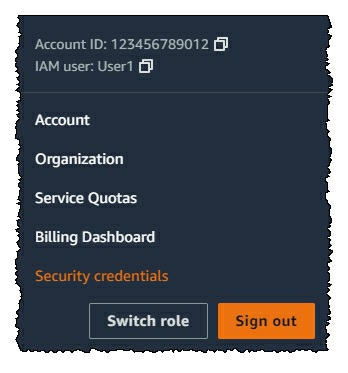 Account ID: 123456789012
IAM user: User1
Account
Organization
Service Quotas
Billing Dashboard
Security credentials
Switch role Sign out